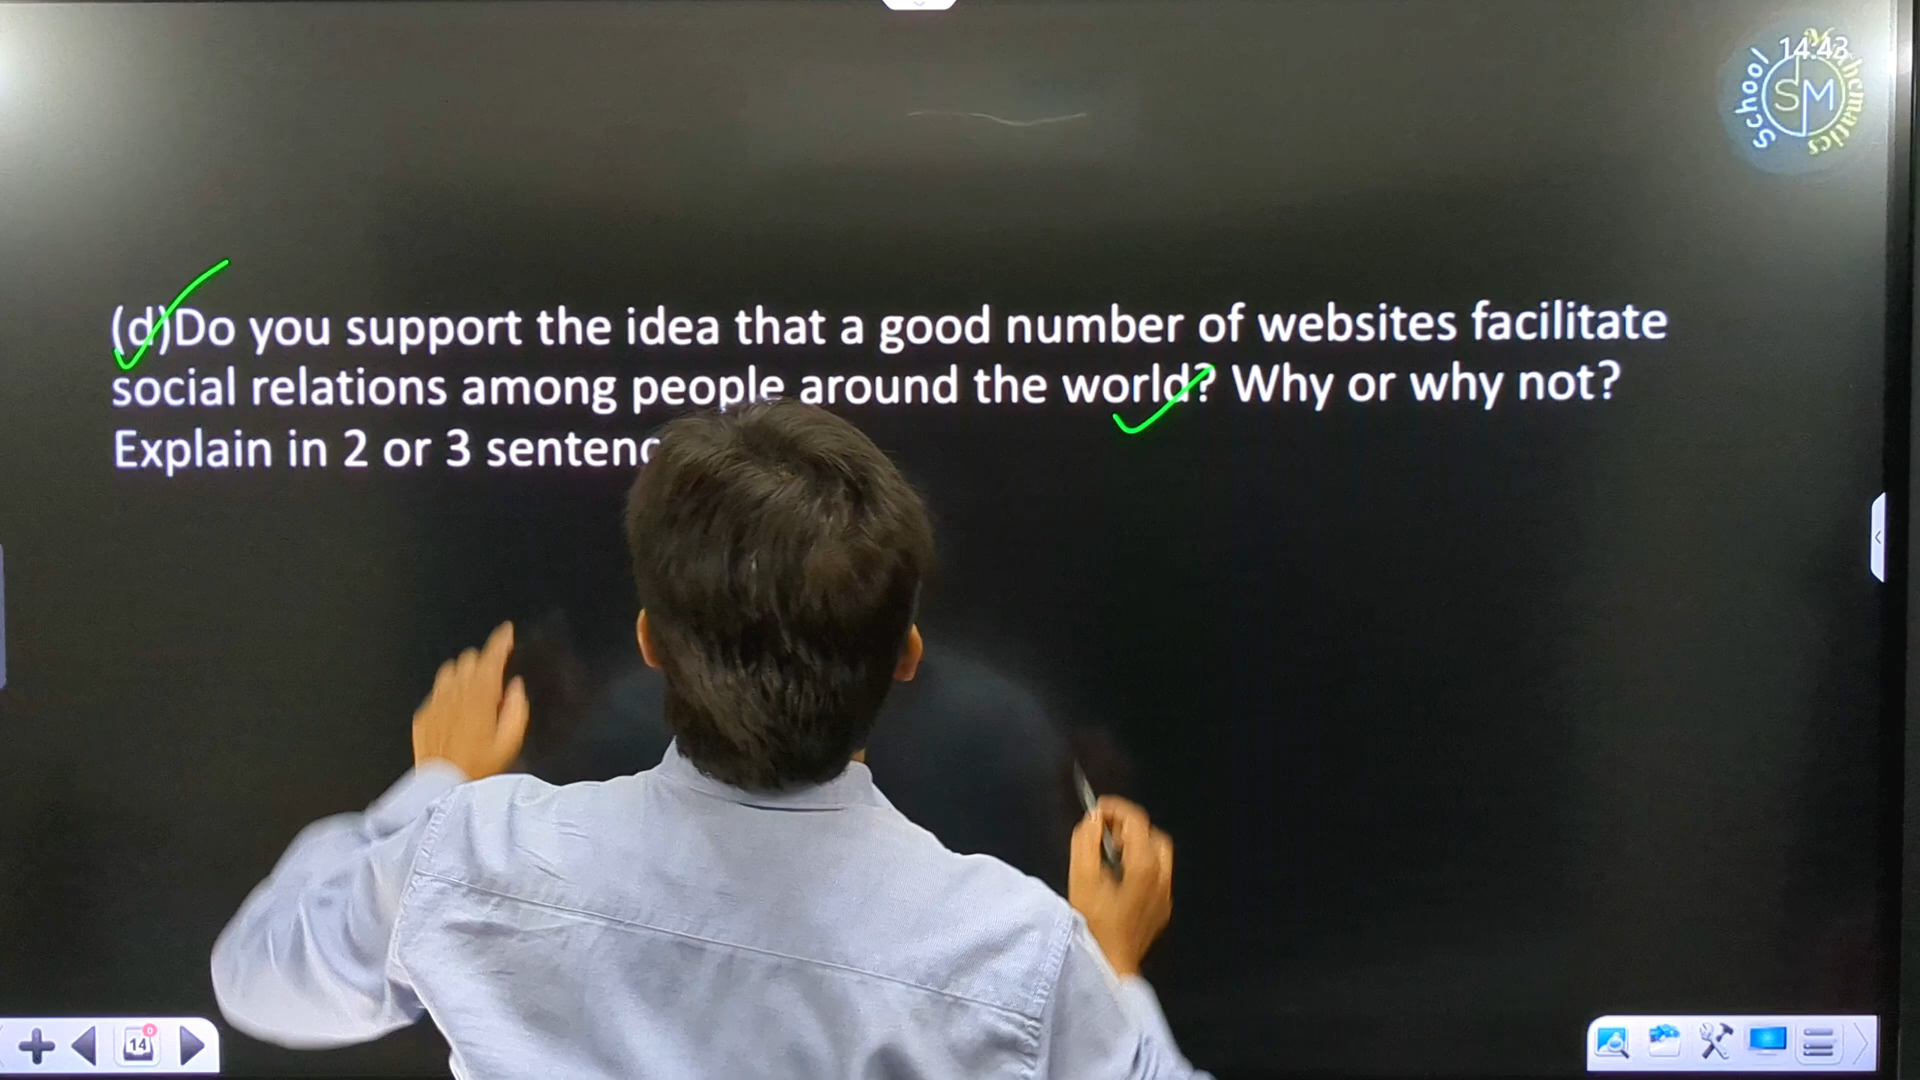 14:43
School
Mathematics
SM
(d)Do you support the idea that a good number of websites facilitate
social relations among people around the world? Why or why not?
Explain in 2 or 3
14